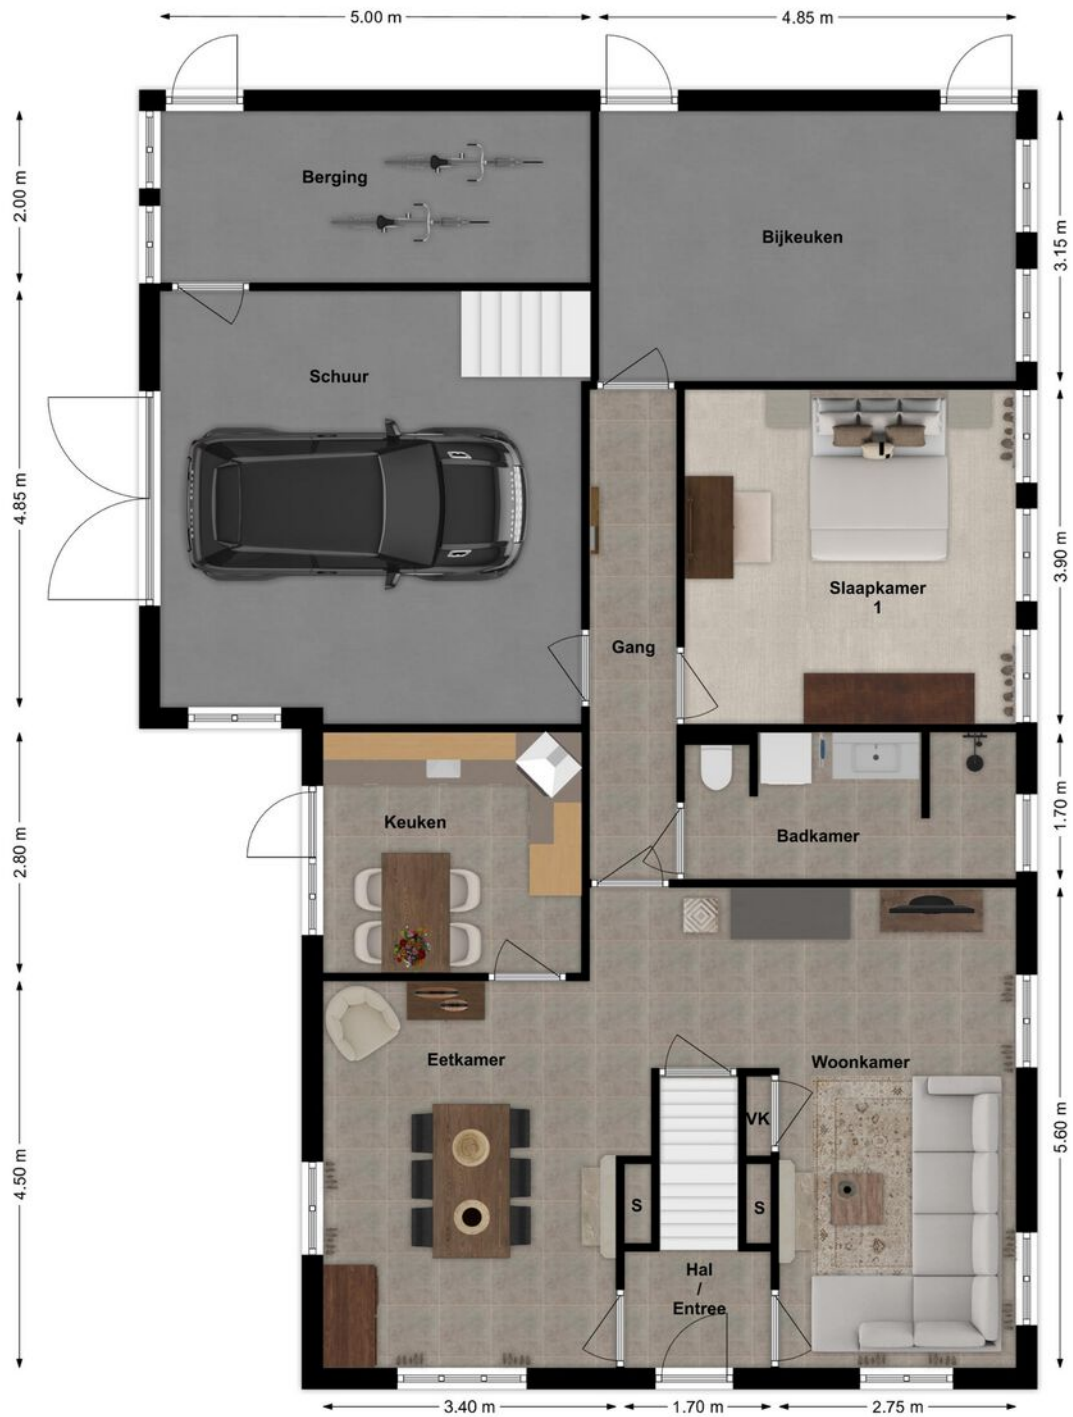 5.00 m
4.85 m
2.00 m
Berging
Bijkeuken
3.15 m
Schuur
4.85 m
3.90 m
Slaapkamer
1
Gang
2.80 m
Keuken
Badkamer
1.70 m
Eetkamer
Woonkamer
VK
4.50 m
5.60 m
S
S
Hal
/
Entree
3.40 m
1.70 m
2.75 m